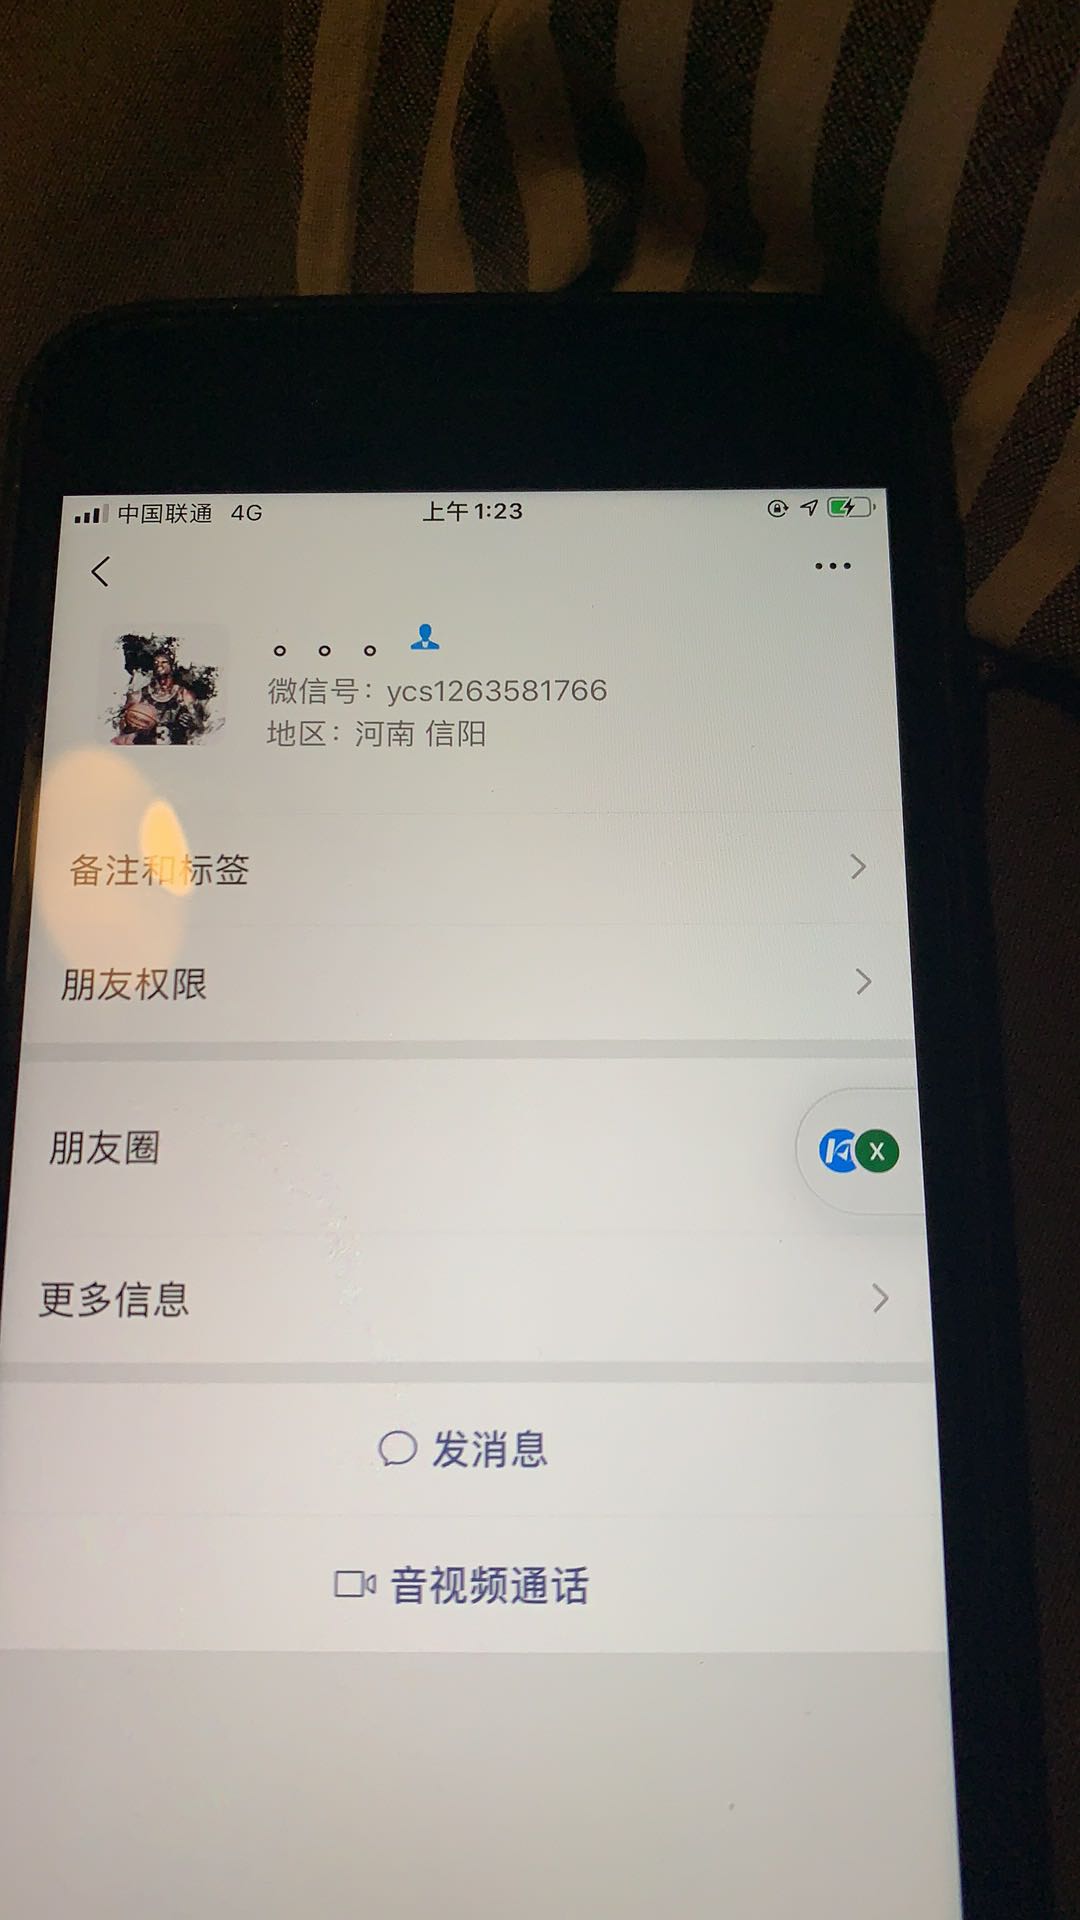 中国联通 4G 上午1:23
。。。
微信号：ycs1263581766
地区：河南 信阳
备注和标签
朋友权限
朋友圈
X
更多信息
发消息
音视频通话